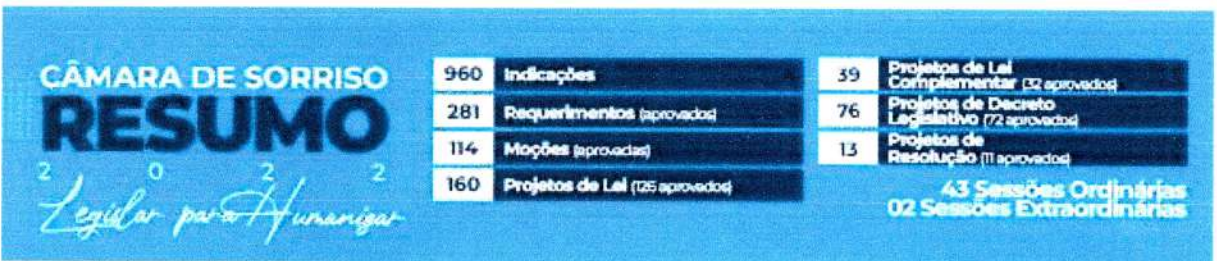 CÂMARA DE SORRISO
RESUMO
2 0 2 2
Legislar para Humanizar
960 Indicações
281 Requerimentos (aprovados)
114 Moções (aprovadas)
160 Projetos de Lei (126 aprovados)
39 Projetos de Lei
Complementar (32 aprovados)
76 Projetos de Decreto
Legislativo (72 aprovados)
13 Projetos de
Resolução (11 aprovados)
43 Sessões Ordinárias
02 Sessões Extraordinárias